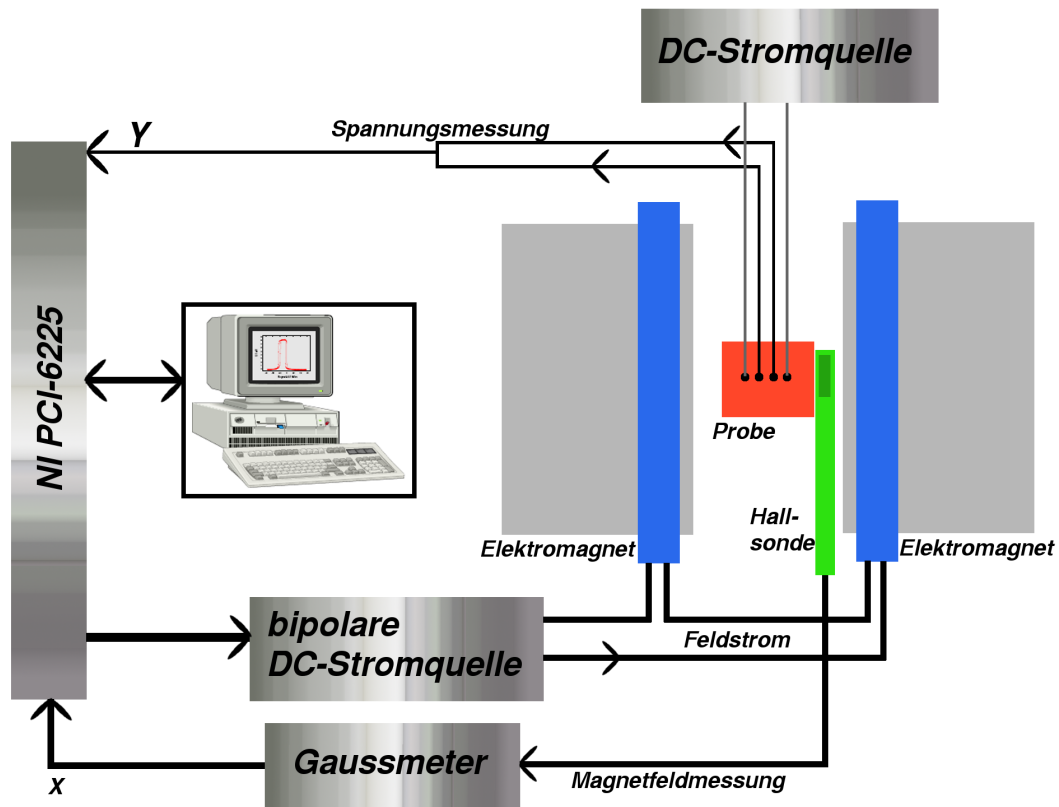 DC-Stromquelle
Y
Spannungsmessung
NI PCI-6225
Probe
Hall-
sonde
Elektromagnet
Elektromagnet
bipolare
DC-Stromquelle
Feldstrom
Gaussmeter
Magnetfeldmessung
x